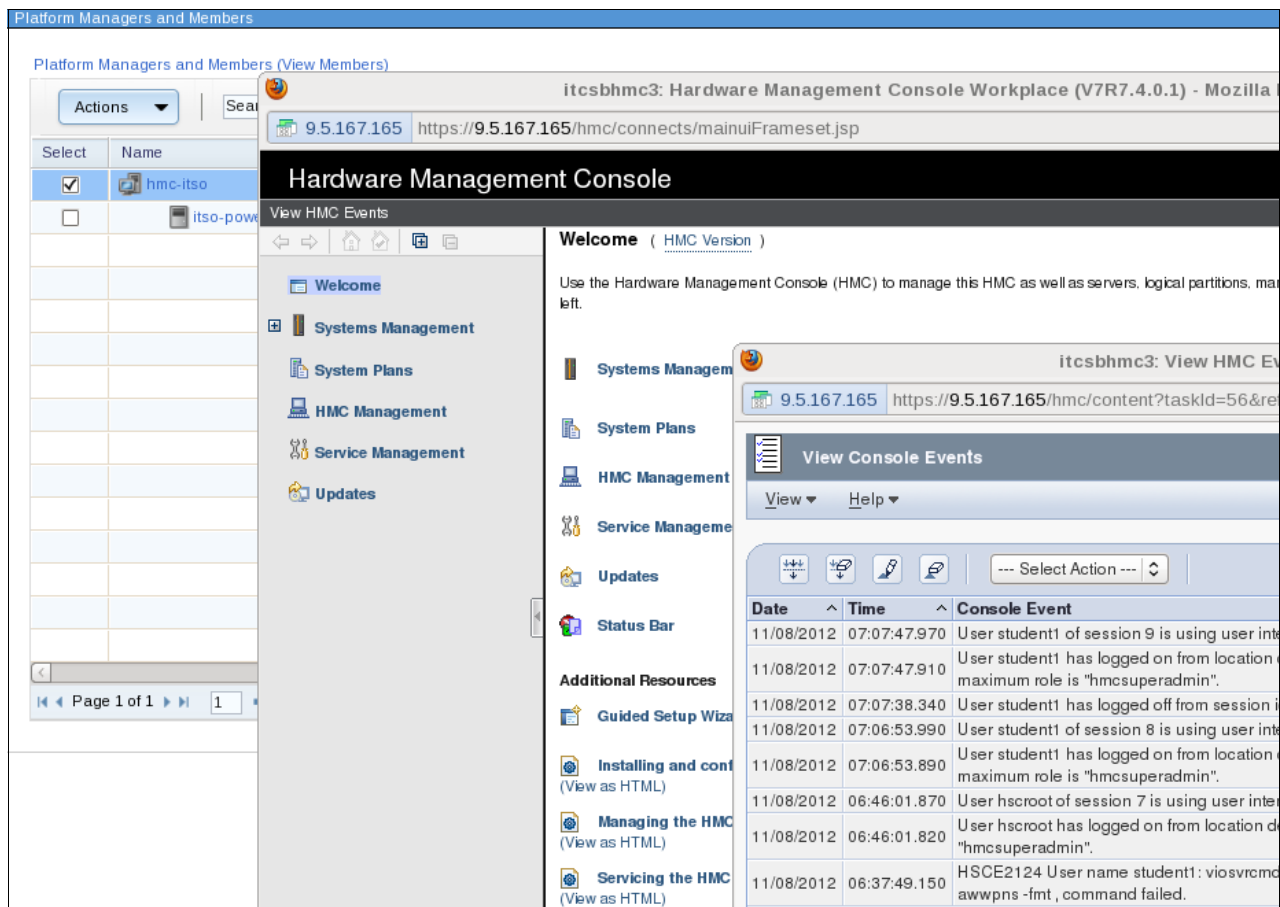 Platform Managers and Members
Platform Managers and Members (View Members)
Actions
Select
Name
hmc-itso
Page 1 of 1
1
itcsbhmc3: Hardware Management Console Workplace (V7R7.4.0.1) - Mozilla
9.5.167.165
https://9.5.167.165/hmc/connects/mainuiFrameset.jsp
Hardware Management Console
View HMC Events
Welcome
Systems Management
System Plans
HMC Management
Service Management
Updates
Welcome ( HMC Version )
Use the Hardware Management Console (HMC) to manage this HMC as well as servers, logical partitions,
left.
Systems
System Plans
HMC Management
Service
Updates
Status Bar
Additional Resources
Guided Setup
Installing and
(View as HTML)
Managing the HMC
(View as HTML)
Servicing the HMC
(View as HTML)
itcsbhmc3: View HMC
9.5.167.165
https://9.5.167.165/hmc/content?taskId=56&re
View Console Events
View
Help
--- Select Action ---
Date
Time
Console Event
11/08/2012 07:07:47.970 User student1 of session 9 is using user
11/08/2012 07:07:47.910 User student1 has logged on from location
maximum role is "hmcsuperadmin".
11/08/2012 07:07:38.340 User student1 has logged off from session
11/08/2012 07:06:53.990 User student1 of session 8 is using user
11/08/2012 07:06:53.890 User student1 has logged on from location
maximum role is "hmcsuperadmin".
11/08/2012 06:46:01.870 User hscroot of session 7 is using user
11/08/2012 06:46:01.820 User hscroot has logged on from location
"hmcsuperadmin".
11/08/2012 06:37:49.150 HSCE2124 User name student1: viosvrcmd
awwpns -fmt , command failed.